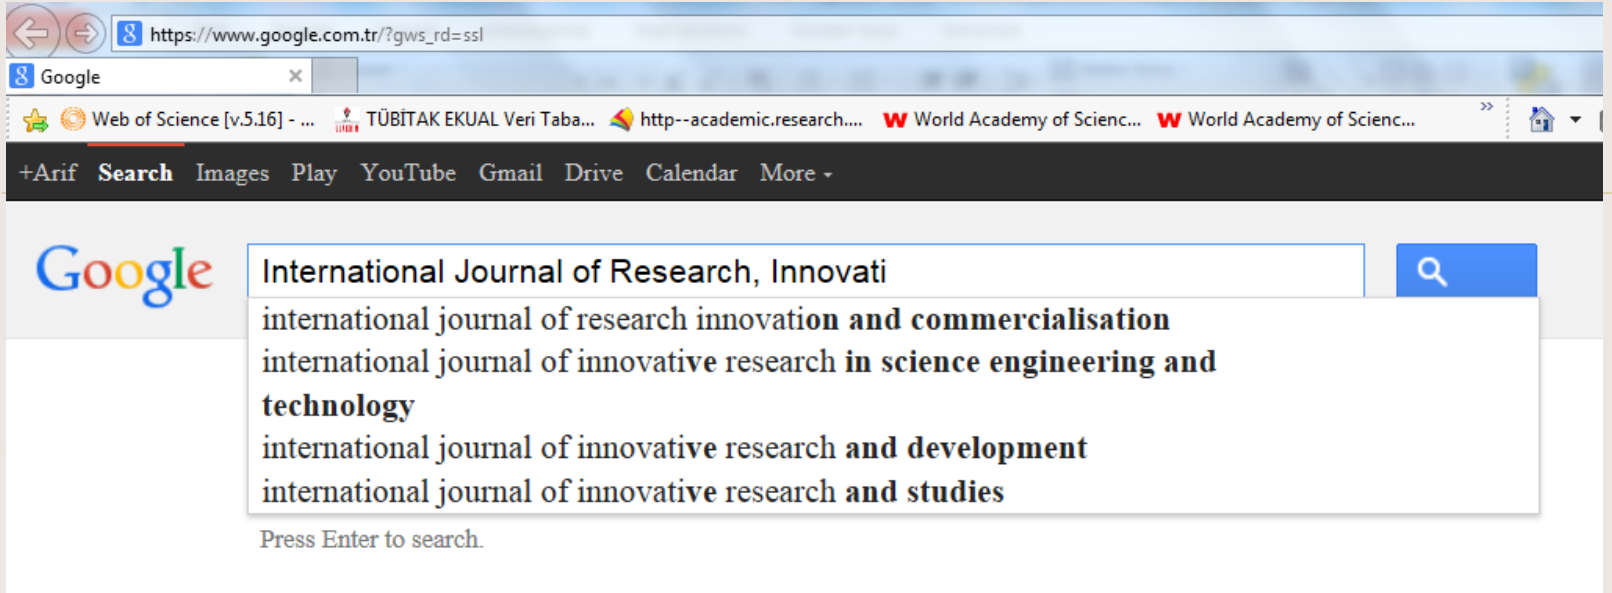 https://www.google.com.tr/?gws_rd=ssl
Google
Web of Science [v.5.16] - ... TÜBİTAK EKUAL Veri Taba... http--academic.research.... World Academy of Scienc... World Academy of Scienc...
+Arif Search Images Play YouTube Gmail Drive Calendar More
Google International Journal of Research, Innovati
international journal of research innovation and commercialisation
international journal of innovative research in science engineering and
technology
international journal of innovative research and development
international journal of innovative research and studies
Press Enter to search.